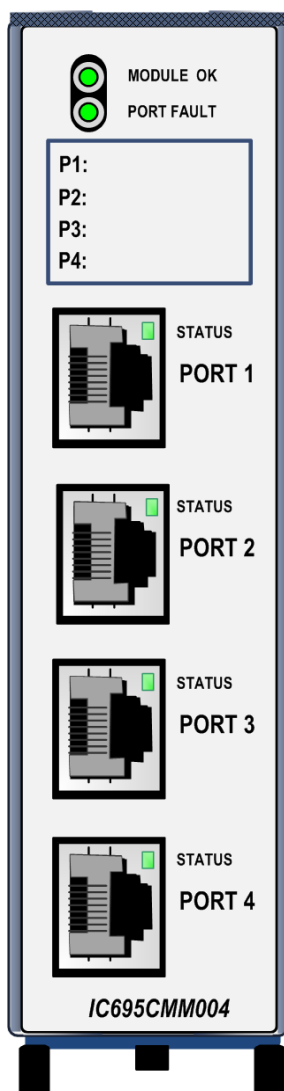 MODULE OK
PORT FAULT
P1:
P2:
P3:
P4:
STATUS
PORT 1
STATUS
PORT 2
STATUS
PORT 3
STATUS
PORT 4
IC695CMM004